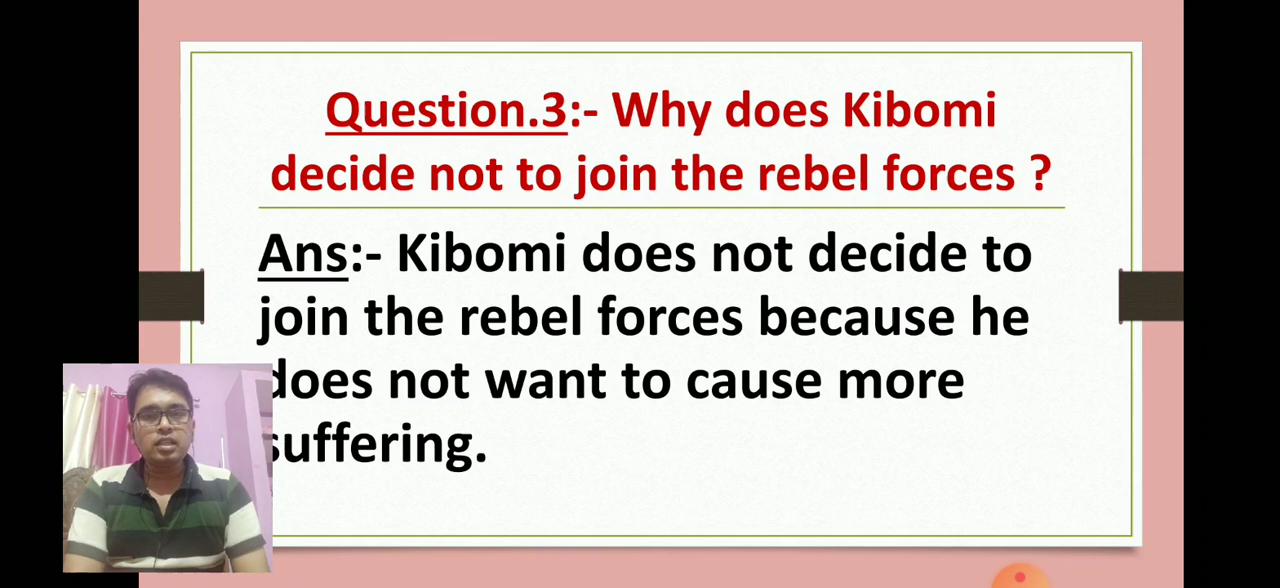 Question.3:- Why does Kibomi
decide not to join the rebel forces ?
Ans:- Kibomi does not decide to
join the rebel forces because he
does not want to cause more
suffering.